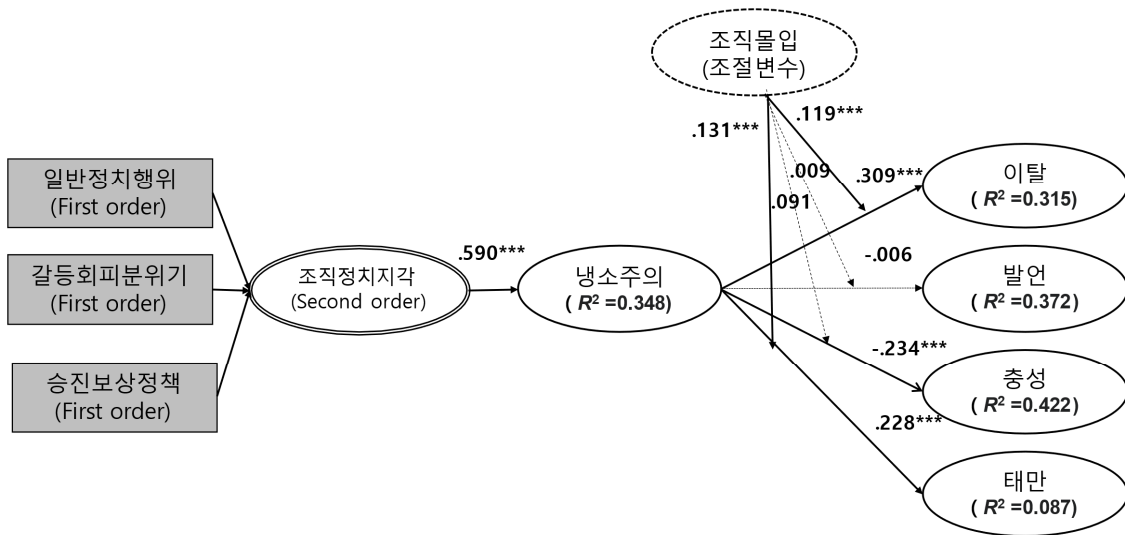 조직몰입
(조절변수)
.131***
.119***
.009
.091
.309***
이탈
( R² =0.315)
일반정치행위
(First order)
갈등회피분위기
(First order)
승진보상정책
(First order)
조직정치지각
(Second order)
.590***
냉소주의
( R² =0.348)
-.006
발언
( R² =0.372)
-.234***
충성
( R² =0.422)
.228***
태만
( R² =0.087)